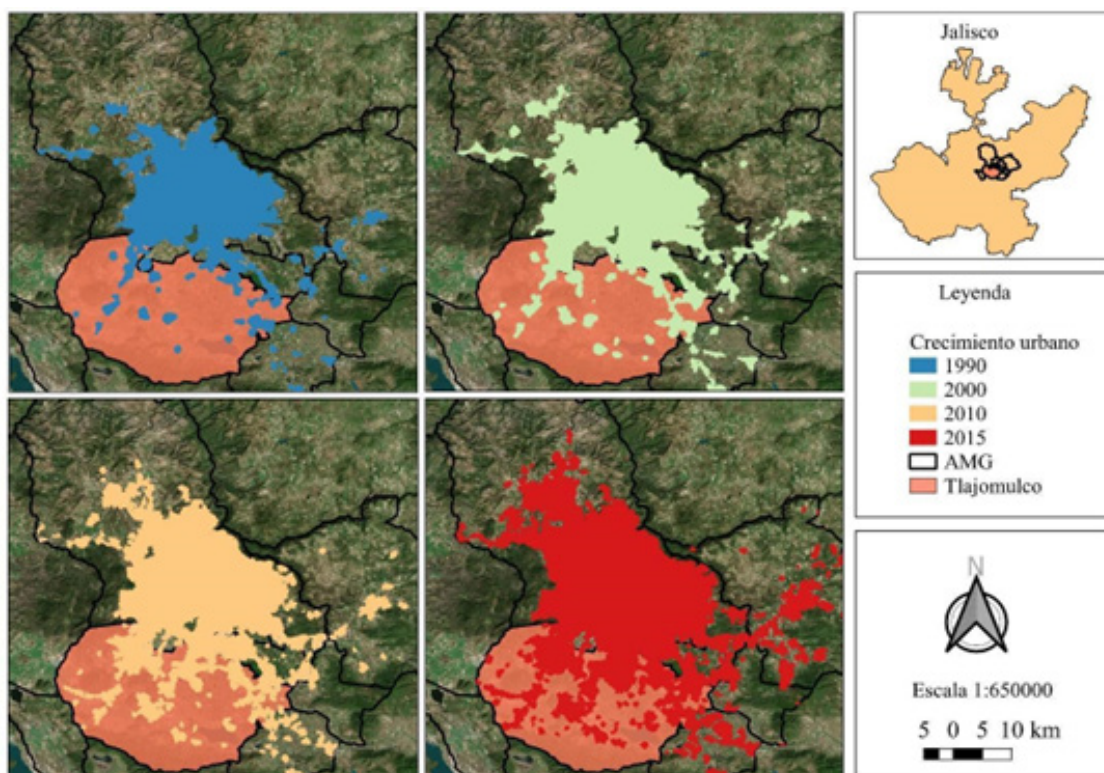 Jalisco
Leyenda
Crecimiento urbano
1990
2000
2010
2015
AMG
Tlajomulco
N
Escala 1:650000
5 0 5 10 km